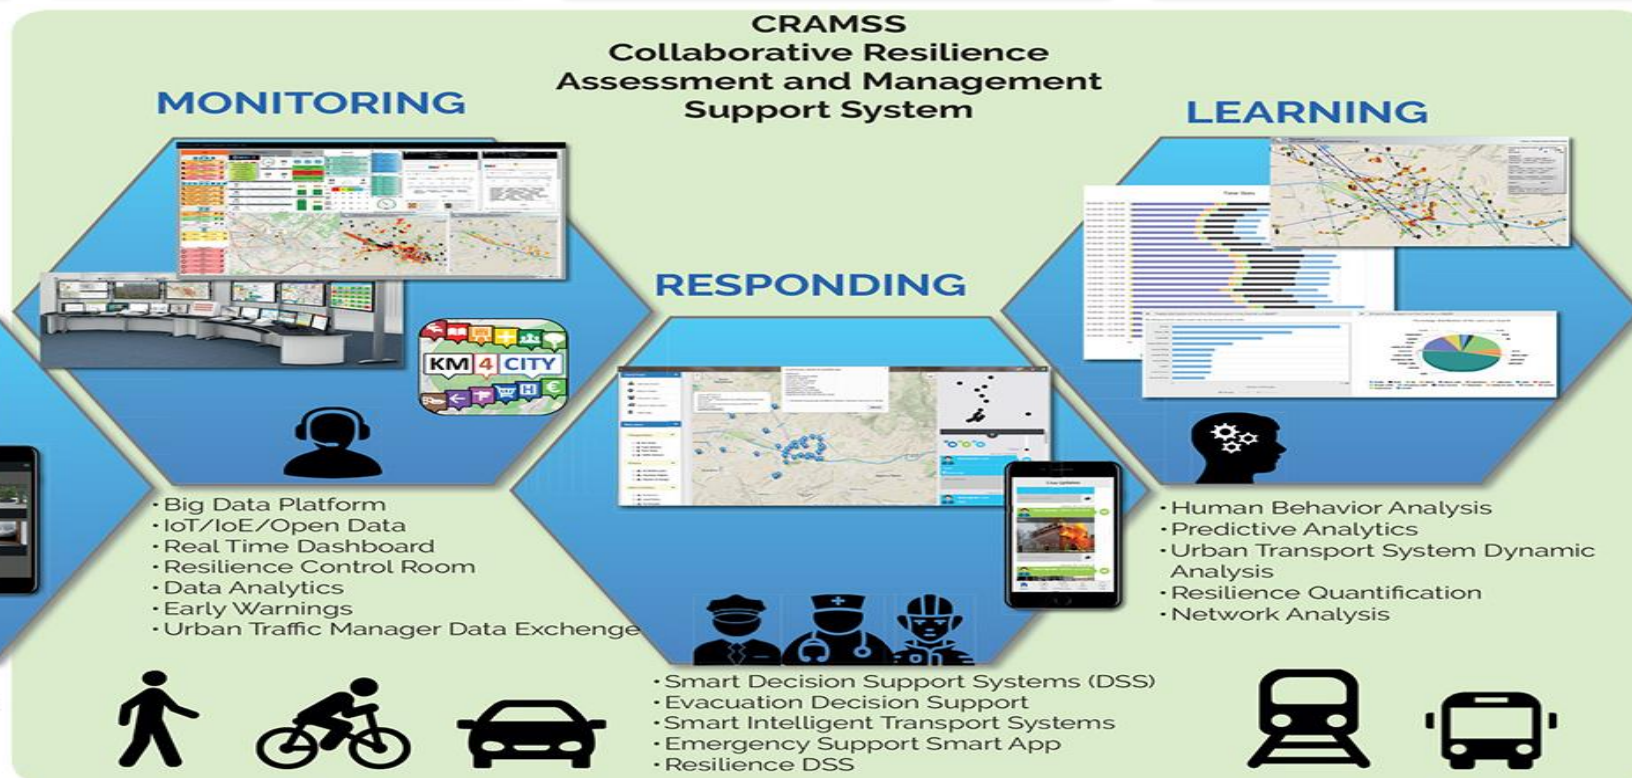 CRAMSS
Collaborative Resilience
Assessment and Management
Support System
MONITORING
KM 4 CITY
• Big Data Platform
• IoT/IoE/Open Data
• Real Time Dashboard
• Resilience Control Room
• Data Analytics
• Early Warnings
• Urban Traffic Manager Data Exchenge
RESPONDING
• Smart Decision Support Systems (DSS)
• Evacuation Decision Support
• Smart Intelligent Transport Systems
• Emergency Support Smart App
• Resilience DSS
LEARNING
• Human Behavior Analysis
• Predictive Analytics
• Urban Transport System Dynamic
Analysis
• Resilience Quantification
• Network Analysis